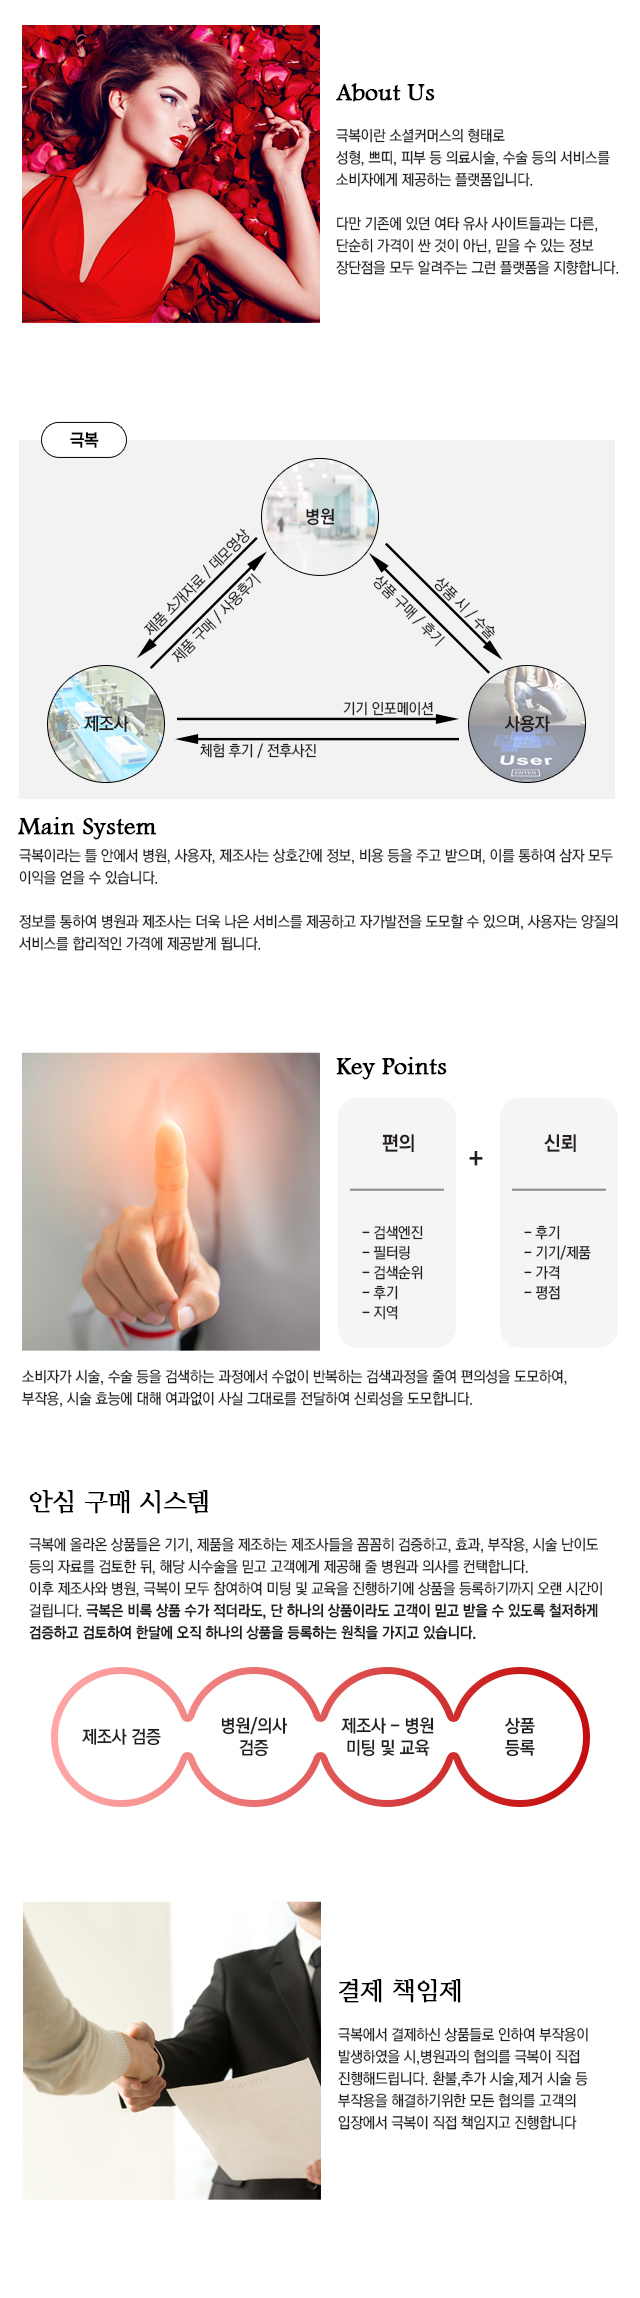 About Us
극복이란 소셜커머스의 형태로
성형, 쁘띠, 피부 등 의료시술, 수술 등의 서비스를
소비자에게 제공하는 플랫폼입니다.
다만 기존에 있던 여타 유사 사이트들과는 다른,
단순히 가격이 싼 것이 아닌, 믿을 수 있는 정보
장단점을 모두 알려주는 그런 플랫폼을 지향합니다.
극복
병원
제품 소개자료 / 데모영상
제품 구매 / 사용후기
상품 구매 / 후기
상품 시 / 수술
제조사
기기 인포메이션
체험 후기 / 전후사진
사용자
User
ENTER
Main System
극복이라는 틀 안에서 병원, 사용자, 제조사는 상호간에 정보, 비용 등을 주고 받으며, 이를 통하여 삼자 모두
이익을 얻을 수 있습니다.
정보를 통하여 병원과 제조사는 더욱 나은 서비스를 제공하고 자가발전을 도모할 수 있으며, 사용자는 양질의
서비스를 합리적인 가격에 제공받게 됩니다.
Key Points
편의
- 검색엔진
- 필터링
- 검색순위
- 후기
- 지역
+
신뢰
- 후기
- 기기/제품
- 가격
- 평점
소비자가 시술, 수술 등을 검색하는 과정에서 수없이 반복하는 검색과정을 줄여 편의성을 도모하여,
부작용, 시술 효능에 대해 여과없이 사실 그대로를 전달하여 신뢰성을 도모합니다.
안심 구매 시스템
극복에 올라온 상품들은 기기, 제품을 제조하는 제조사들을 꼼꼼히 검증하고, 효과, 부작용, 시술 난이도
등의 자료를 검토한 뒤, 해당 시수술을 믿고 고객에게 제공해 줄 병원과 의사를 컨택합니다.
이후 제조사와 병원, 극복이 모두 참여하여 미팅 및 교육을 진행하기에 상품을 등록하기까지 오랜 시간이
걸립니다. 극복은 비록 상품 수가 적더라도, 단 하나의 상품이라도 고객이 믿고 받을 수 있도록 철저하게
검증하고 검토하여 한달에 오직 하나의 상품을 등록하는 원칙을 가지고 있습니다.
제조사 검증
병원/의사
검증
제조사 - 병원
미팅 및 교육
상품
등록
결제 책임제
극복에서 결제하신 상품들로 인하여 부작용이
발생하였을 시,병원과의 협의를 극복이 직접
진행해드립니다. 환불,추가 시술,제거 시술 등
부작용을 해결하기위한 모든 협의를 고객의
입장에서 극복이 직접 책임지고 진행합니다